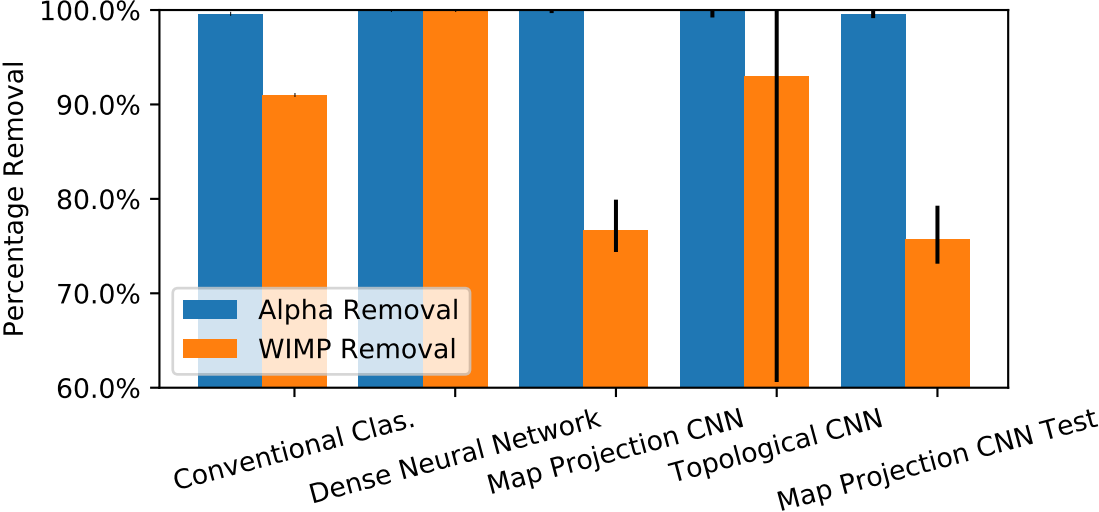 100.0%
90.0%
80.0%
70.0%
60.0%
Percentage Removal
Alpha Removal
WIMP Removal
Conventional Clas.
Dense Neural Network
Map Projection CNN
Topological CNN
Map Projection CNN Test